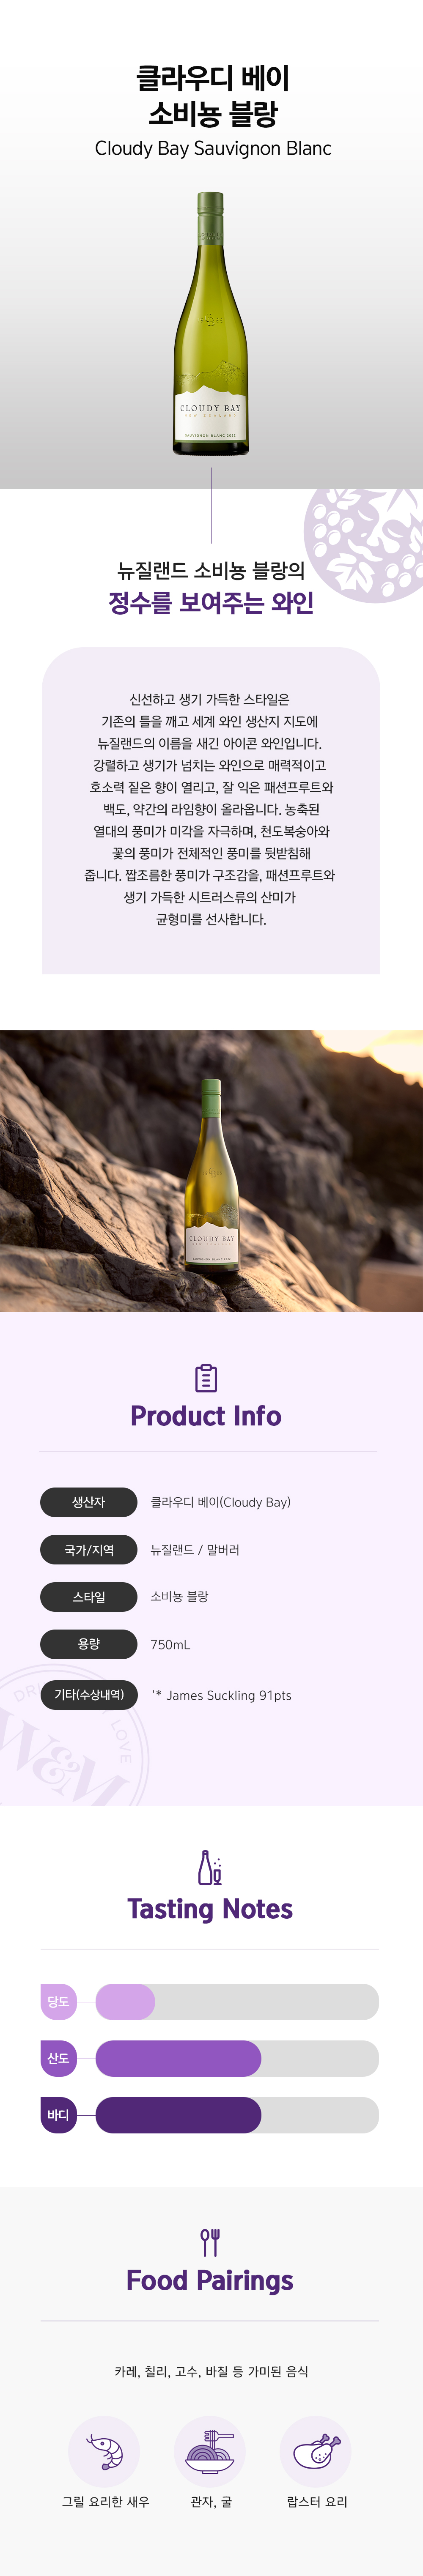 클라우디 베이
소비뇽 블랑
Cloudy Bay Sauvignon Blanc
CLOUDY BAY
NEW ZEALAND
SAUVIGNON BLANC 2022
뉴질랜드 소비뇽 블랑의
정수를 보여주는 와인
신선하고 생기 가득한 스타일은
기존의 틀을 깨고 세계 와인 생산지 지도에
뉴질랜드의 이름을 새긴 아이콘 와인입니다.
강렬하고 생기가 넘치는 와인으로 매력적이고
호소력 짙은 향이 열리고, 잘 익은 패션프루트와
백도, 약간의 라임향이 올라옵니다. 농축된
열대의 풍미가 미각을 자극하며, 천도복숭아와
꽃의 풍미가 전체적인 풍미를 뒷받침해
줍니다. 짭조름한 풍미가 구조감을, 패션프루트와
생기 가득한 시트러스류의 산미가
균형미를 선사합니다.
CLOUDY BAY
Product Info
생산자 클라우디 베이(Cloudy Bay)
국가/지역 뉴질랜드 / 말버러
스타일 소비뇽 블랑
용량 750mL
기타(수상내역) '* James Suckling 91pts
W&M
LOVE
Tasting Notes
당도
산도
바디
Food Pairings
카레, 칠리, 고수, 바질 등 가미된 음식
그릴 요리한 새우 관자, 굴 랍스터 요리